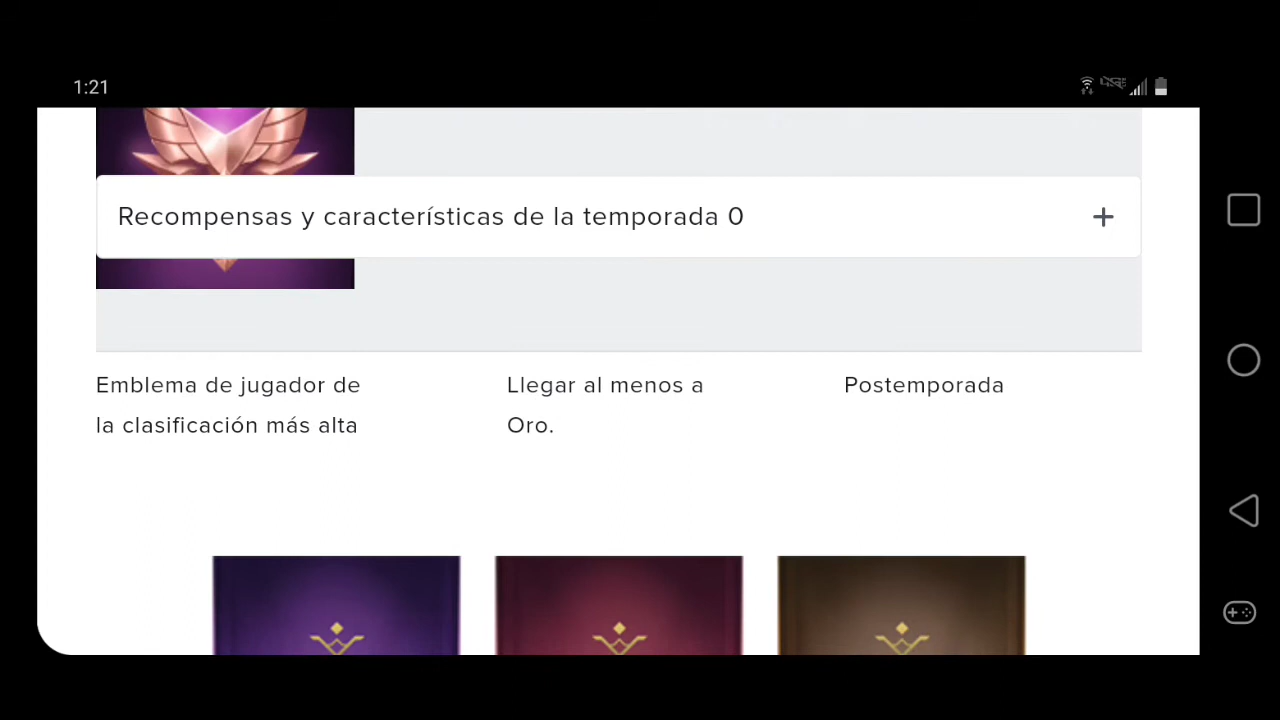 1:21
Recompensas y características de la temporada 0
Emblema de jugador de
la clasificación más alta
Llegar al menos a
Oro.
Postemporada